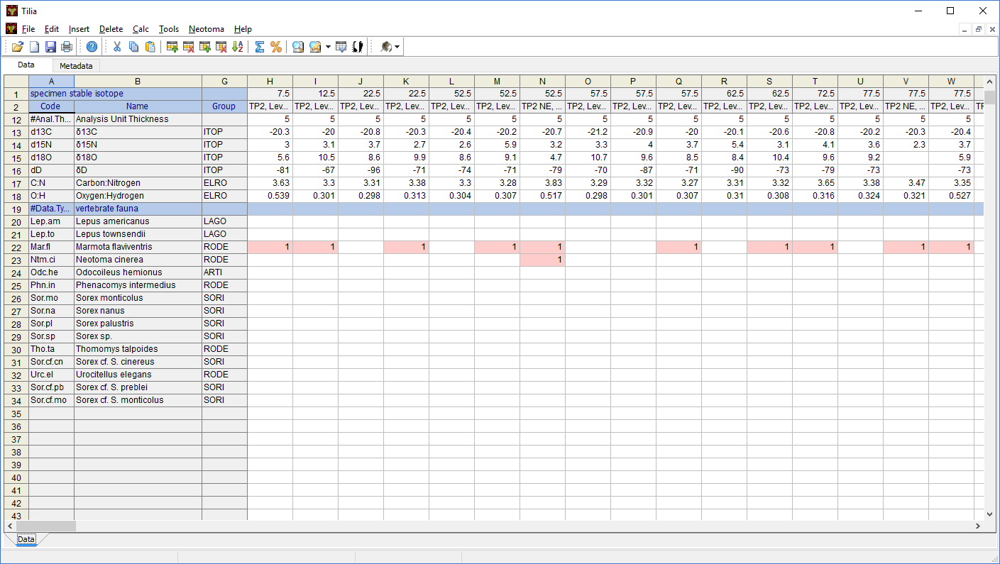 Tilia
File Edit Insert Delete Calc Tools Neotoma Help
Data Metadata
A B G H I J K L M N O P Q R S T U V W
1 specimen stable isotope 7.5 12.5 22.5 22.5 52.5 52.5 52.5 57.5 57.5 57.5 62.5 62.5 72.5 77.5 77.5 77.5
2 Code Name Group TP2, Lev... TP2, Lev... TP2, Lev... TP2, Lev... TP2, Lev... TP2, Lev... TP2 NE, ... TP2, Lev... TP2, Lev... TP2, Lev... TP2, Lev... TP2, Lev... TP2, Lev... TP2, Lev... TP2 NE, ... TP2, Lev...
12 #Anal.Th... Analysis Unit Thickness 5 5 5 5 5 5 5 5 5 5 5 5 5 5 5 5
13 d13C δ13C ITOP -20.3 -20 -20.8 -20.3 -20.4 -20.2 -20.7 -21.2 -20.9 -20 -20.1 -20.6 -20.8 -20.2 -20.3 -20.4
14 d15N δ15N ITOP 3 3.1 3.7 2.7 2.6 5.9 3.2 3.3 4 3.7 5.4 3.1 4.1 3.6 2.3 3.7
15 d18O δ18O ITOP 5.6 10.5 8.6 9.9 8.6 9.1 4.7 10.7 9.6 8.5 8.4 10.4 9.6 9.2 5.9
16 dD δD ITOP -81 -67 -96 -71 -74 -71 -79 -70 -87 -71 -90 -73 -79 -73 -73
17 C:N Carbon:Nitrogen ELRO 3.63 3.3 3.31 3.38 3.3 3.28 3.83 3.29 3.32 3.27 3.31 3.32 3.65 3.38 3.47 3.35
18 O:H Oxygen:Hydrogen ELRO 0.539 0.301 0.298 0.313 0.304 0.307 0.517 0.298 0.301 0.307 0.31 0.308 0.316 0.324 0.321 0.527
19 #Data.Ty... vertebrate fauna
20 Lep.am Lepus americanus LAGO
21 Lep.to Lepus townsendii LAGO
22 Mar.fl Marmota flaviventris RODE 1 1 1 1 1 1 1 1 1 1
23 Ntm.ci Neotoma cinerea RODE 1
24 Odc.he Odocoileus hemionus ARTI
25 Phn.in Phenacomys intermedius RODE
26 Sor.mo Sorex monticolus SORI
27 Sor.na Sorex nanus SORI
28 Sor.pl Sorex palustris SORI
29 Sor.sp Sorex sp. SORI
30 Tho.ta Thomomys talpoides RODE
31 Sor.cf.cn Sorex cf. S. cinereus SORI
32 Urc.el Urocitellus elegans RODE
33 Sor.cf.pb Sorex cf. S. preblei SORI
34 Sor.cf.mo Sorex cf. S. monticolus SORI
35
36
37
38
39
40
41
42
43
Data